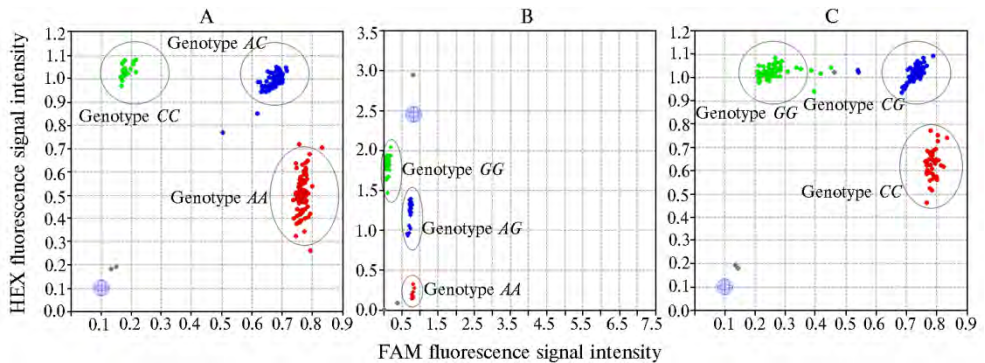 A
B
C
HEX fluorescence signal intensity
1.2
1.1
1.0
0.9
0.8
0.7
0.6
0.5
0.4
0.3
0.2
0.1
0
Genotype AC
Genotype CC
Genotype AA
0.1 0.2 0.3 0.4 0.5 0.6 0.7 0.8 0.9
3.5
3.0
2.5
2.0
1.5
1.0
0.5
0
Genotype GG
Genotype AG
Genotype AA
0.5 1.5 2.5 3.5 4.5 5.5 6.5 7.5
1.2
1.1
1.0
0.9
0.8
0.7
0.6
0.5
0.4
0.3
0.2
0.1
0
Genotype GG
Genotype CG
Genotype CC
0.1 0.2 0.3 0.4 0.5 0.6 0.7 0.8 0.9
FAM fluorescence signal intensity